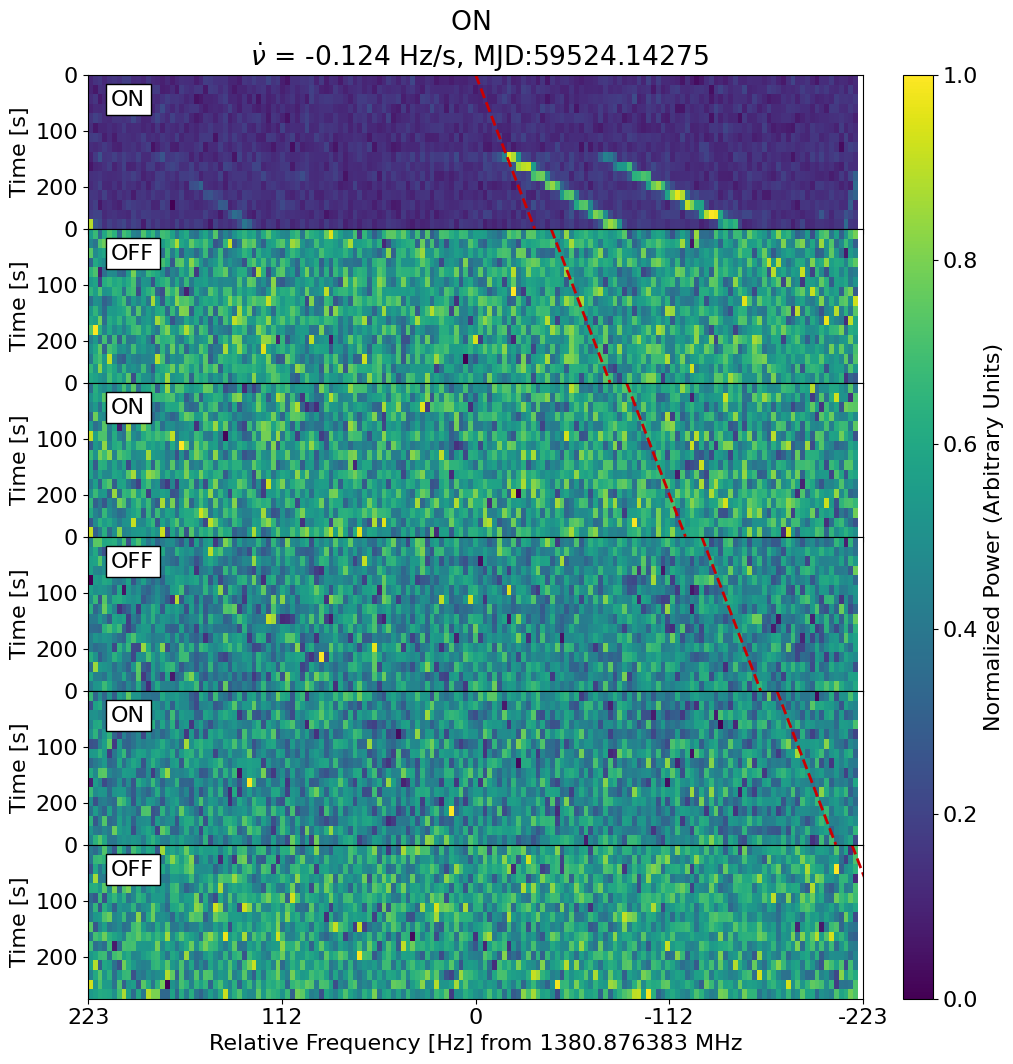 ON
ν̇ = -0.124 Hz/s, MJD:59524.14275
0
ON
100
200
Time [s]
0
OFF
100
200
Time [s]
0
ON
100
200
Time [s]
0
OFF
100
200
Time [s]
0
ON
100
200
Time [s]
0
OFF
100
200
Time [s]
223 112 0 -112 -223
Relative Frequency [Hz] from 1380.876383 MHz
1.0
0.8
0.6
0.4
0.2
0.0
Normalized Power (Arbitrary Units)